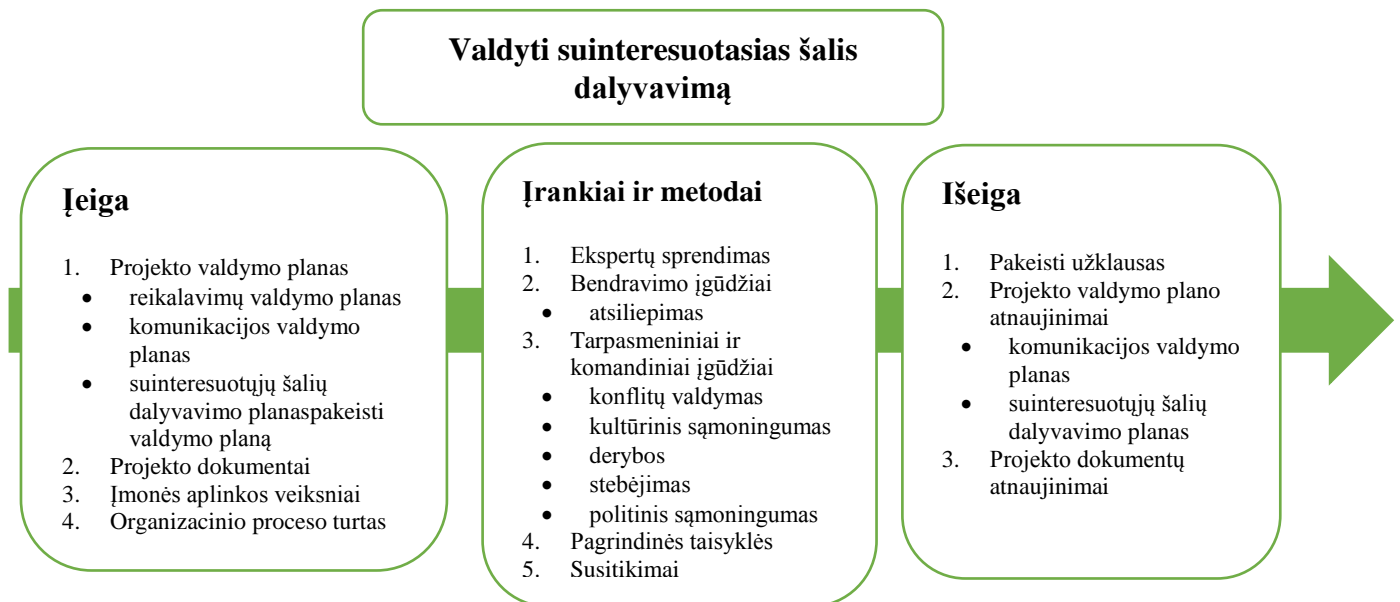 Valdyti suinteresuotasias šalis
dalyvavimą
Įeiga
1. Projekto valdymo planas
• reikalavimų valdymo planas
• komunikacijos valdymo
planas
• suinteresuotųjų šalių
dalyvavimo planaspakeisti
valdymo planą
2. Projekto dokumentai
3. Įmonės aplinkos veiksniai
4. Organizacinio proceso turtas
Įrankiai ir metodai
1. Ekspertų sprendimas
2. Bendravimo įgūdžiai
• atsiliepimas
3. Tarpasmeniniai ir
komandiniai įgūdžiai
• konflitų valdymas
• kultūrinis sąmoningumas
• derybos
• stebėjimas
• politinis sąmoningumas
4. Pagrindinės taisyklės
5. Susitikimai
Išeiga
1. Pakeisti užklausas
2. Projekto valdymo plano
atnaujinimai
• komunikacijos valdymo
planas
• suinteresuotųjų šalių
dalyvavimo planas
3. Projekto dokumentų
atnaujinimai